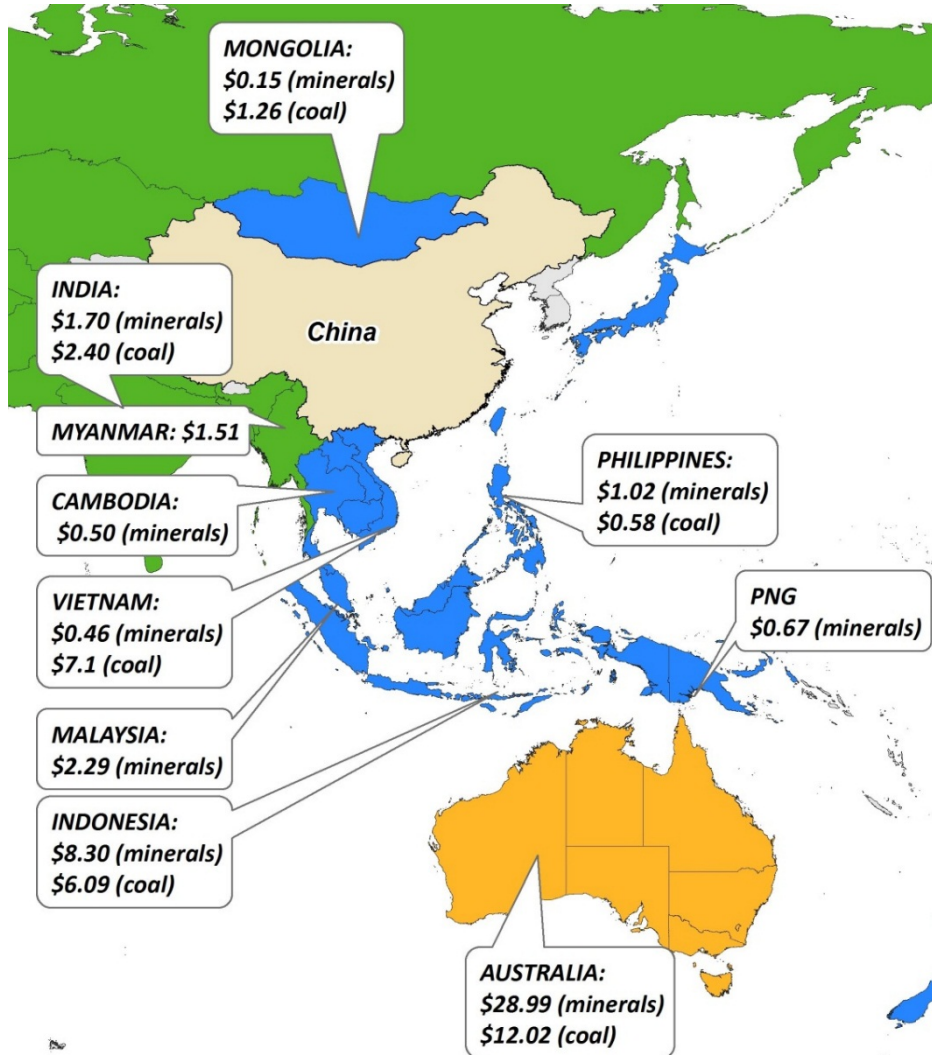 MONGOLIA:
$0.15 (minerals)
$1.26 (coal)
INDIA:
$1.70 (minerals)
$2.40 (coal)
China
MYANMAR: $1.51
CAMBODIA:
$0.50 (minerals)
PHILIPPINES:
$1.02 (minerals)
$0.58 (coal)
VIETNAM:
$0.46 (minerals)
$7.1 (coal)
PNG
$0.67 (minerals)
MALAYSIA:
$2.29 (minerals)
INDONESIA:
$8.30 (minerals)
$6.09 (coal)
AUSTRALIA:
$28.99 (minerals)
$12.02 (coal)